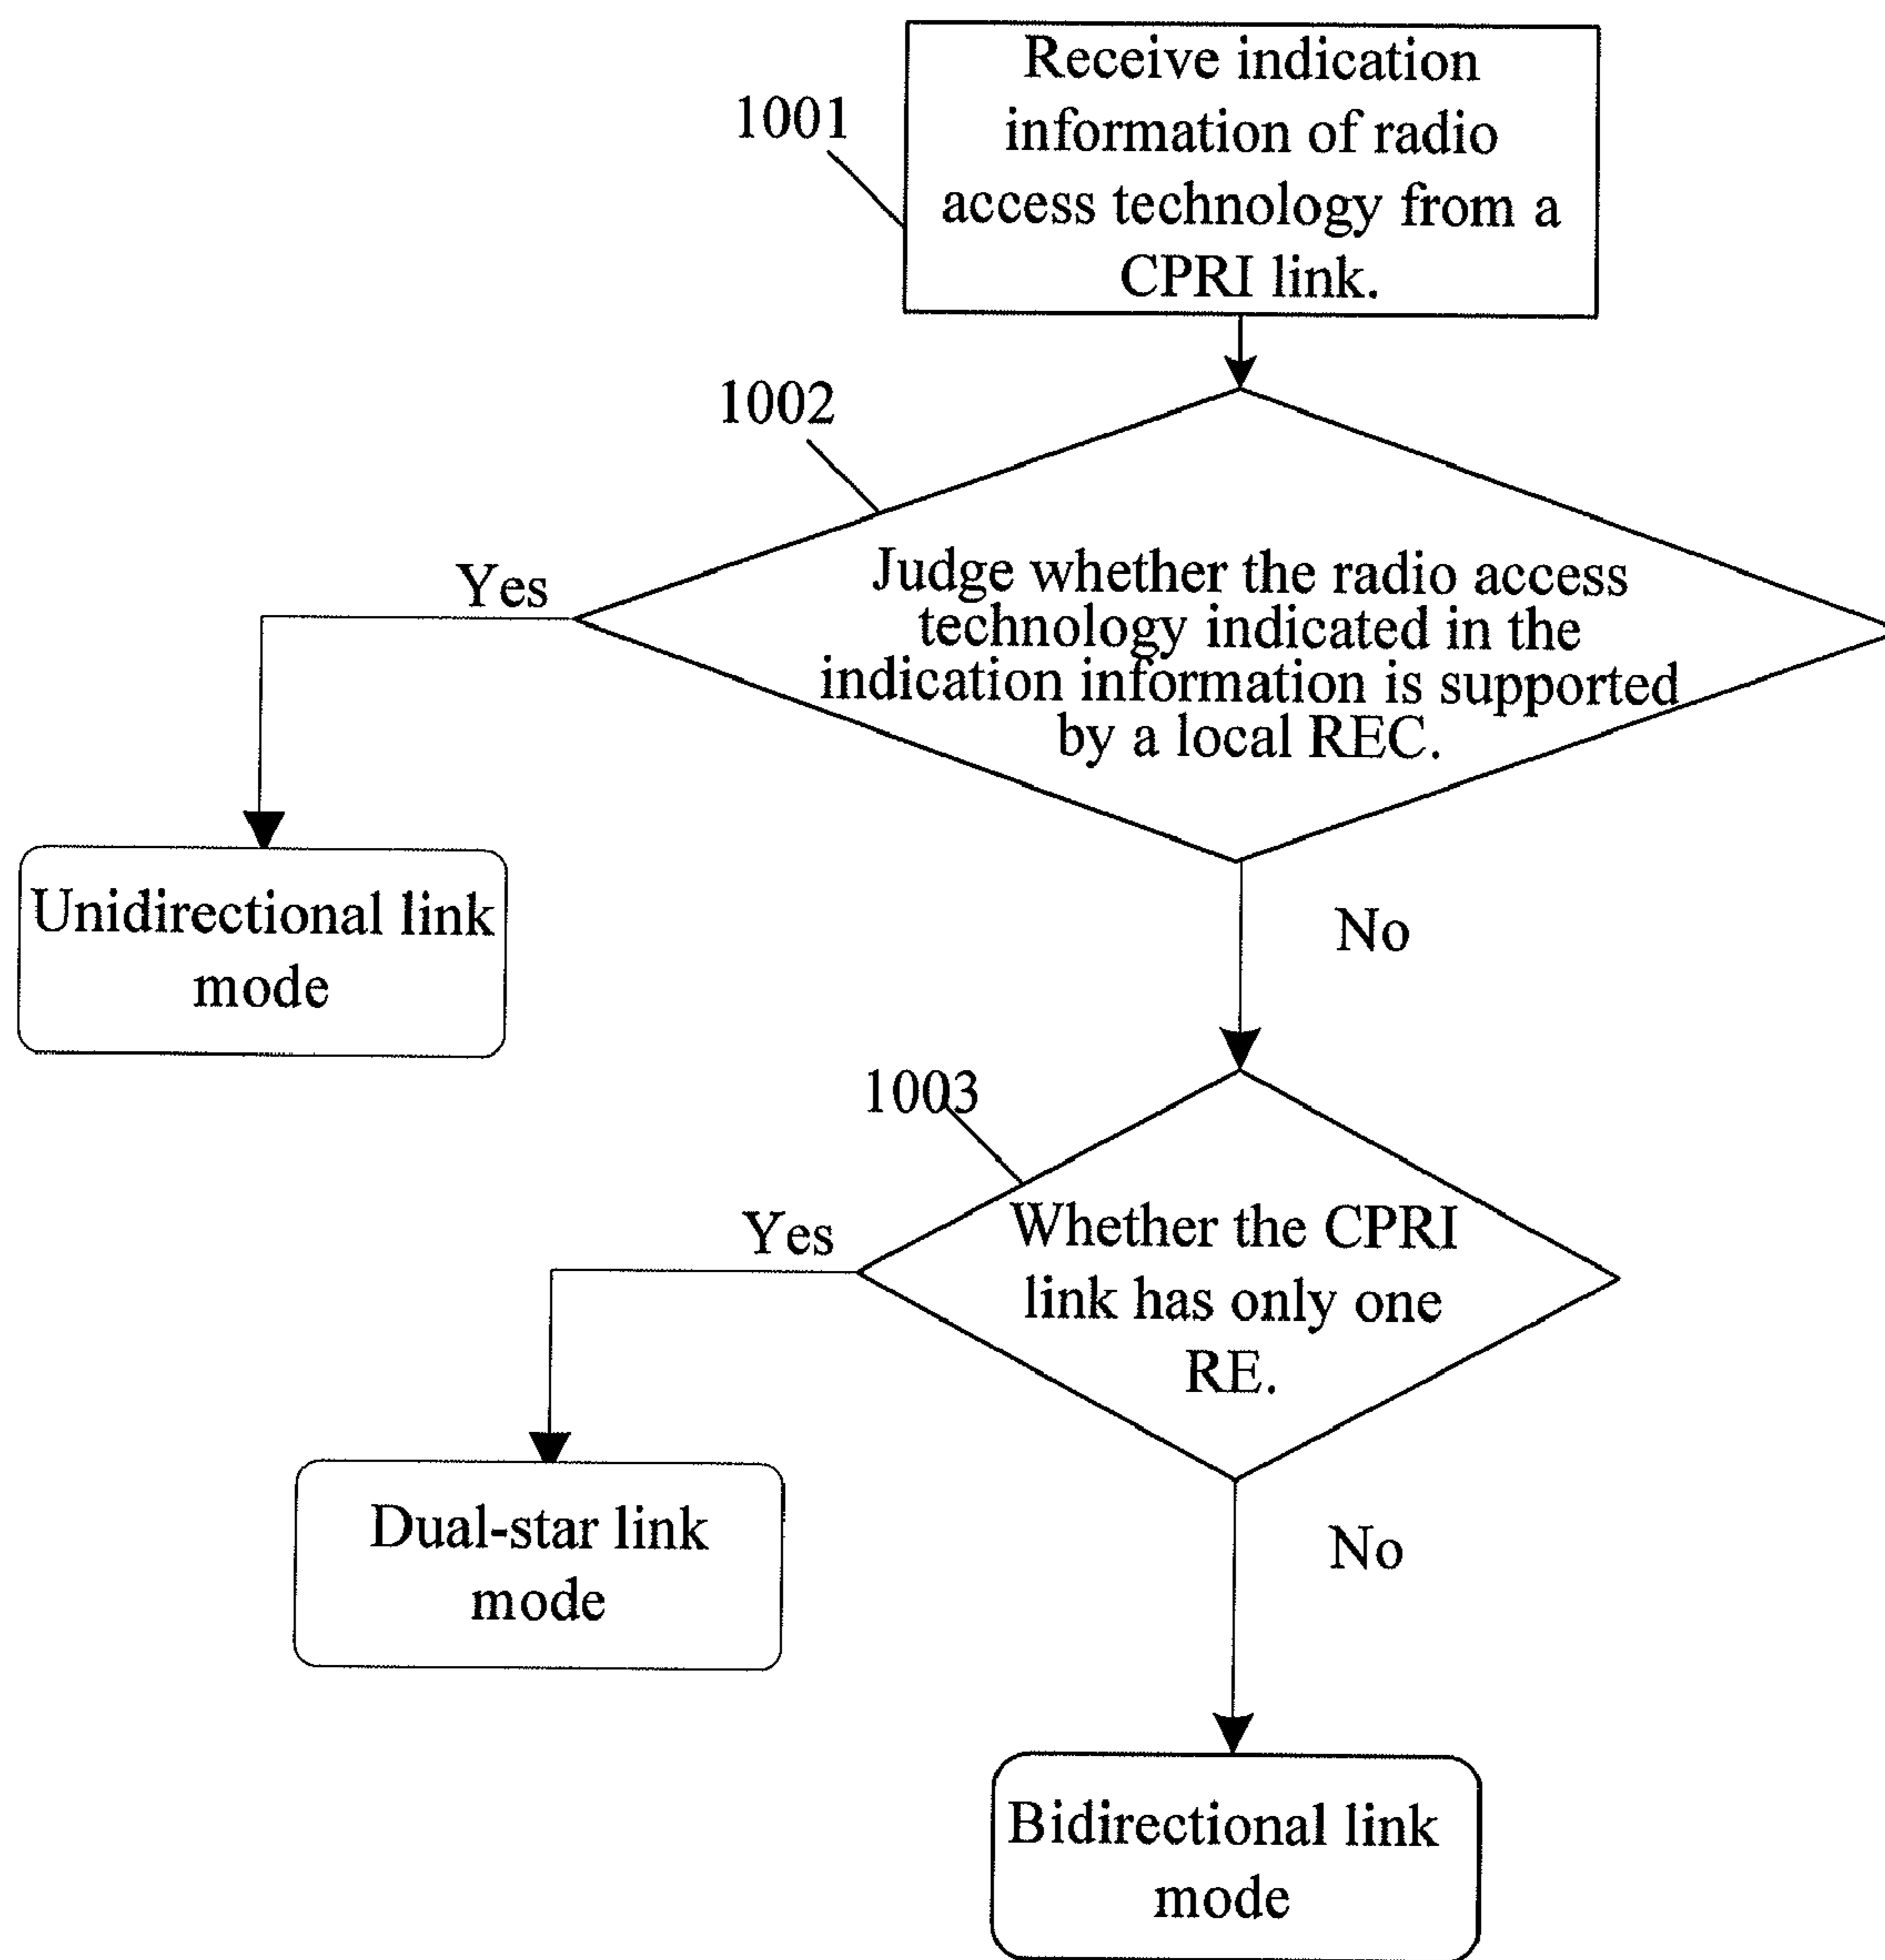 Receive indication
information of radio
access technology from a
CPRI link.
1001
1002
Judge whether the radio access
technology indicated in the
indication information is supported
by a local REC.
Yes
Unidirectional link
mode
No
1003
Whether the CPRI
link has only one
RE.
Yes
Dual-star link
mode
No
Bidirectional link
mode